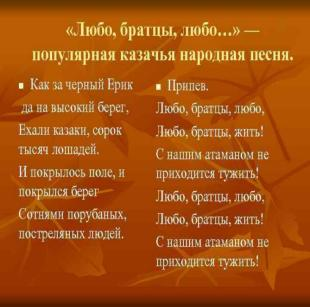 «Любо, братцы, любо…» —
популярная казачья народная песня.
Как за черный Ерик
да на высокий берег,
Ехали казаки, сорок
тысяч лошадей.
И покрылось поле, и
покрылся берег
Сотнями порубаных,
постреляных людей.
Припев.
Любо, братцы, любо,
Любо, братцы, жить!
С нашим атаманом не
приходится тужить!
Любо, братцы, любо,
Любо, братцы, жить!
С нашим атаманом не
приходится тужить!